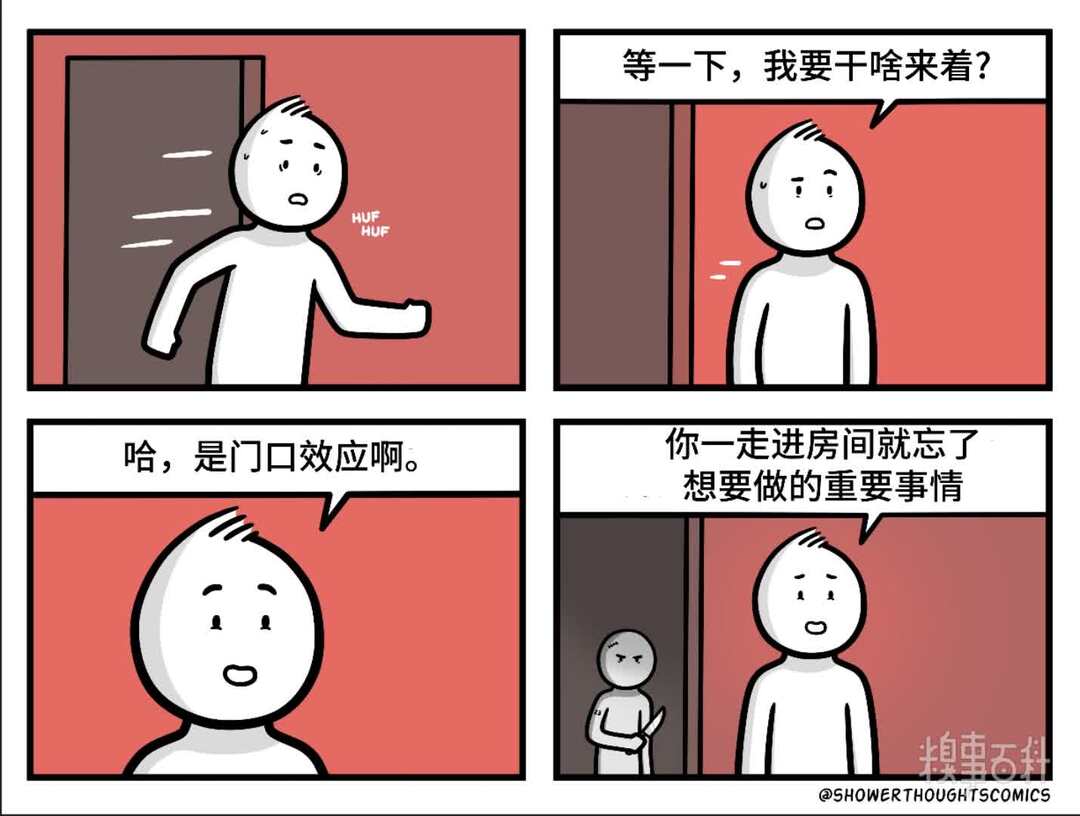 等一下，我要干啥来着?
HUF
HUF
哈，是门口效应啊。
你一走进房间就忘了
想要做的重要事情
糗事百科
@SHOWERTHOUGHTSCOMICS